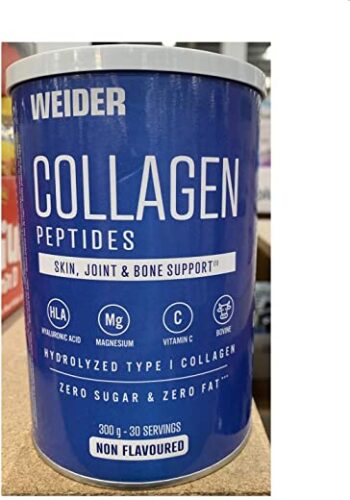 WEIDER
COLLAGEN
PEPTIDES
SKIN, JOINT & BONE SUPPORT
HLA
HYALURONIC ACID
Mg
MAGNESIUM
C
VITAMIN C
BOVINE
HYDROLYZED TYPE I COLLAGEN
ZERO SUGAR & ZERO FAT***
300 g - 30 SERVINGS
NON FLAVOURED